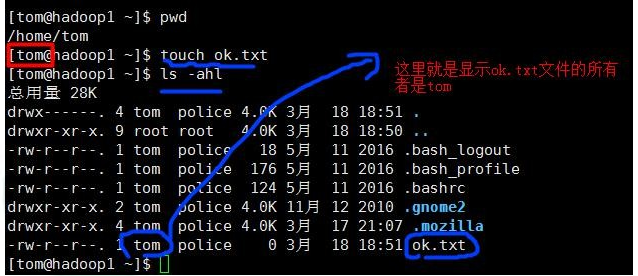 [tom@hadoop1 ~]$ pwd
/home/tom
[tom@hadoop1 ~]$ touch ok.txt
[tom@hadoop1 ~]$ ls -ahl
这里就是显示ok.txt文件的所有
者是tom
总用量 28K
drwx------. 4 tom police 4.0K 3月 18 18:51 .
drwxr-xr-x. 9 root root 4.0K 3月 18 18:50 ..
-rw-r--r--. 1 tom police 18 5月 11 2016 .bash_logout
-rw-r--r--. 1 tom police 176 5月 11 2016 .bash_profile
-rw-r--r--. 1 tom police 124 5月 11 2016 .bashrc
drwxr-xr-x. 2 tom police 4.0K 11月 12 2010 .gnome2
drwxr-xr-x. 4 tom police 4.0K 3月 17 21:07 .mozilla
-rw-r--r--. 1 tom police 0 3月 18 18:51 ok.txt
[tom@hadoop1 ~]$